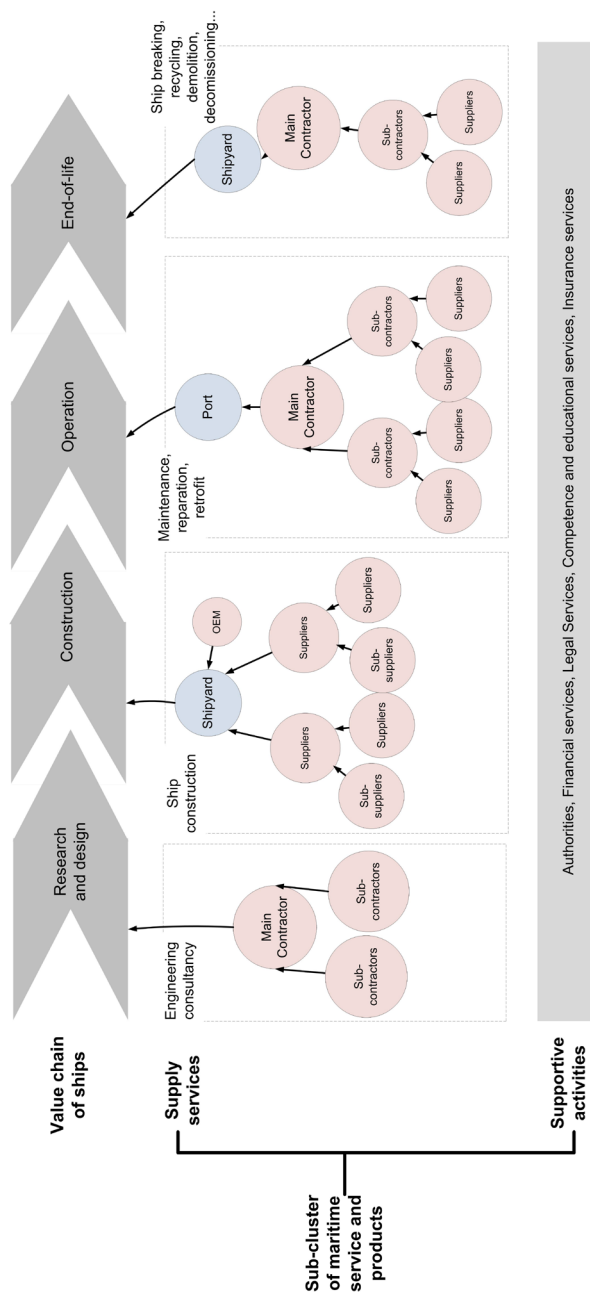 Value chain
of ships
Research
and design
Construction
Operation
End-of-life
Supply
services
Engineering
consultancy
Main
Contractor
Sub-
contractors
Sub-
contractors
Ship
construction
Shipyard
OEM
Suppliers
Suppliers
Sub-
suppliers
Suppliers
Sub-
suppliers
Suppliers
Maintenance,
reparation,
retrofit
Port
Main
Contractor
Sub-
contractors
Sub-
contractors
Suppliers
Suppliers
Suppliers
Suppliers
Ship breaking,
recycling,
demolition,
decomissioning...
Shipyard
Main
Contractor
Sub-
contractors
Suppliers
Suppliers
Sub-cluster
of maritime
service and
products
Supportive
activities
Authorities, Financial services, Legal Services, Competence and educational services, Insurance services